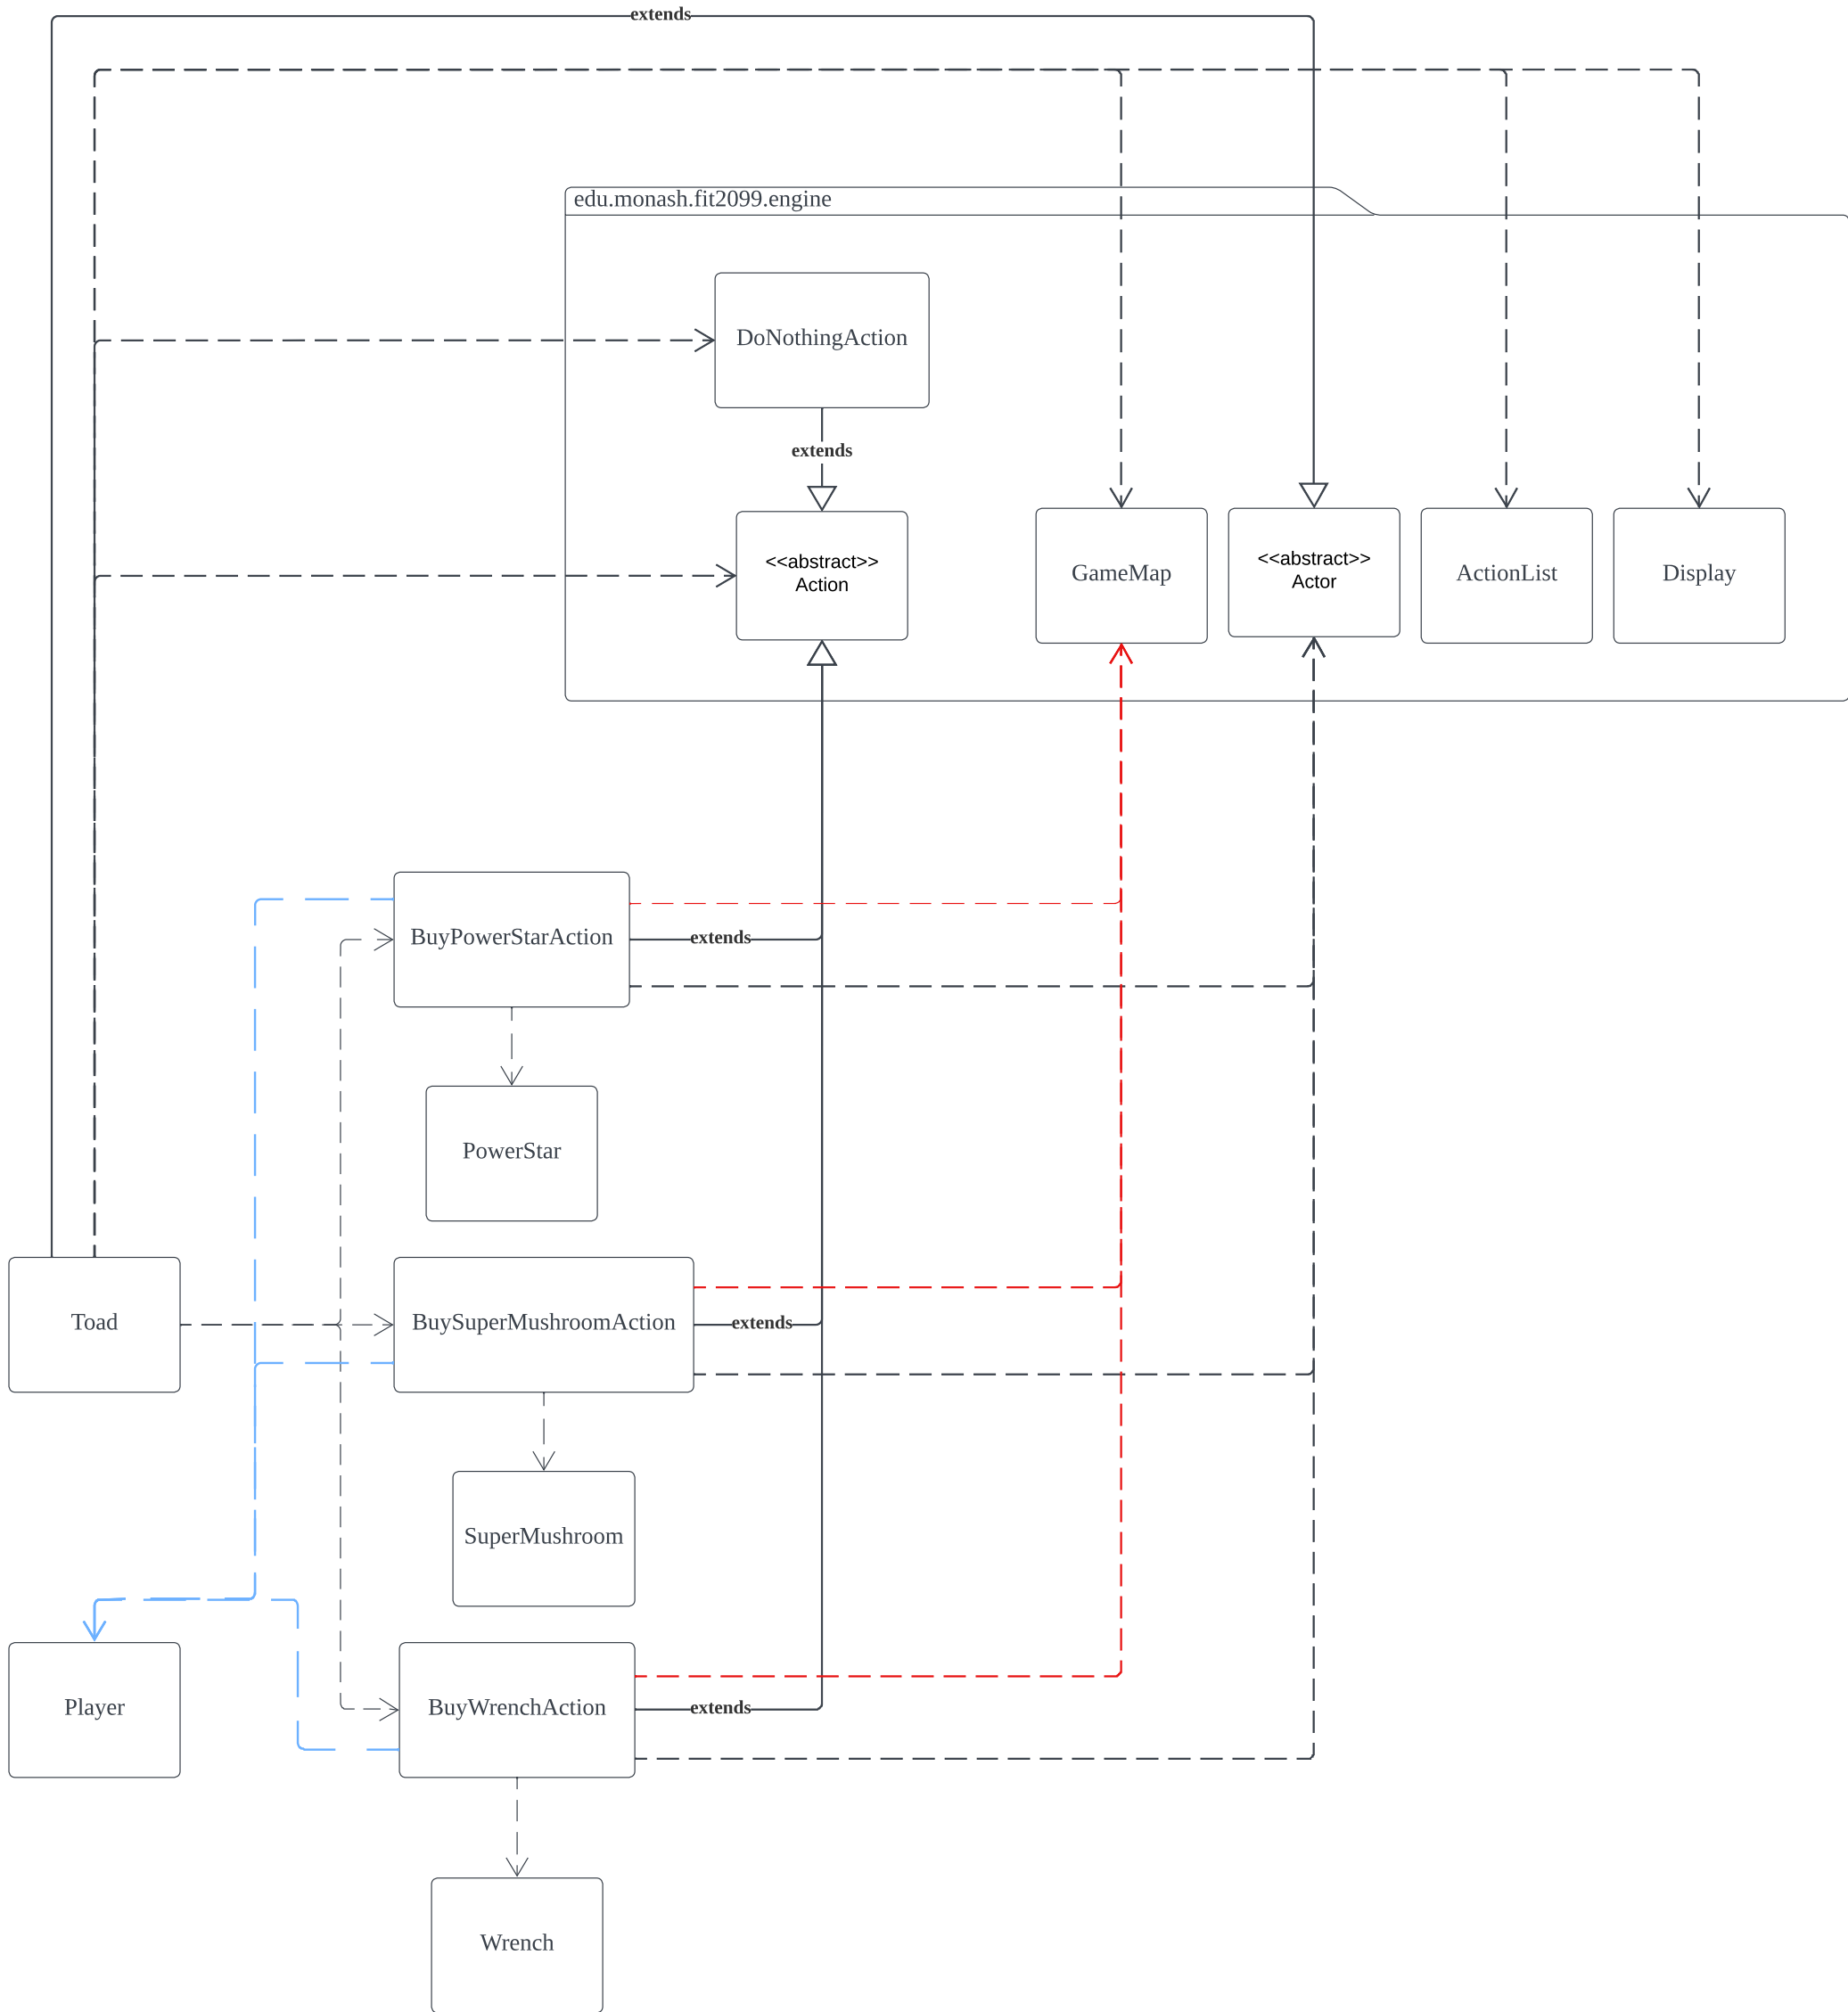 extends
edu.monash.fit2099.engine
DoNothingAction
extends
<<abstract>>
Action
GameMap
<<abstract>>
Actor
ActionList
Display
BuyPowerStarAction
extends
PowerStar
Toad
BuySuperMushroomAction
extends
SuperMushroom
Player
BuyWrenchAction
extends
Wrench